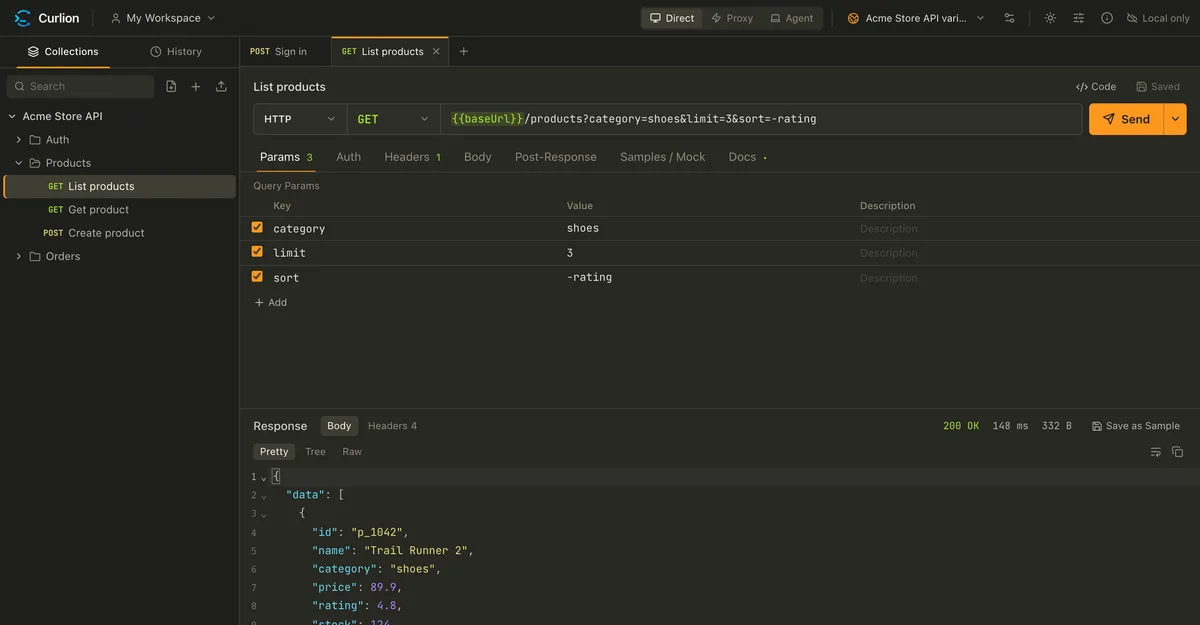 Curlion
My Workspace
Direct
Proxy
Agent
Acme Store API vari...
Local only
Collections
History
POST Sign in
GET List products
Search
List products
Code
Saved
Acme Store API
HTTP
GET
{{baseUrl}}/products?category=shoes&limit=3&sort=-rating
Send
Auth
Products
GET List products
GET Get product
POST Create product
Orders
Params 3
Auth
Headers 1
Body
Post-Response
Samples / Mock
Docs
Query Params
Key Value Description
category shoes Description
limit 3 Description
sort -rating Description
Add
Response
Body
Headers 4
200 OK
148 ms
332 B
Save as Sample
Pretty
Tree
Raw
1 {
2 "data": [
3 {
4 "id": "p_1042",
5 "name": "Trail Runner 2",
6 "category": "shoes",
7 "price": 89.9,
8 "rating": 4.8,
9 "stock": 124,